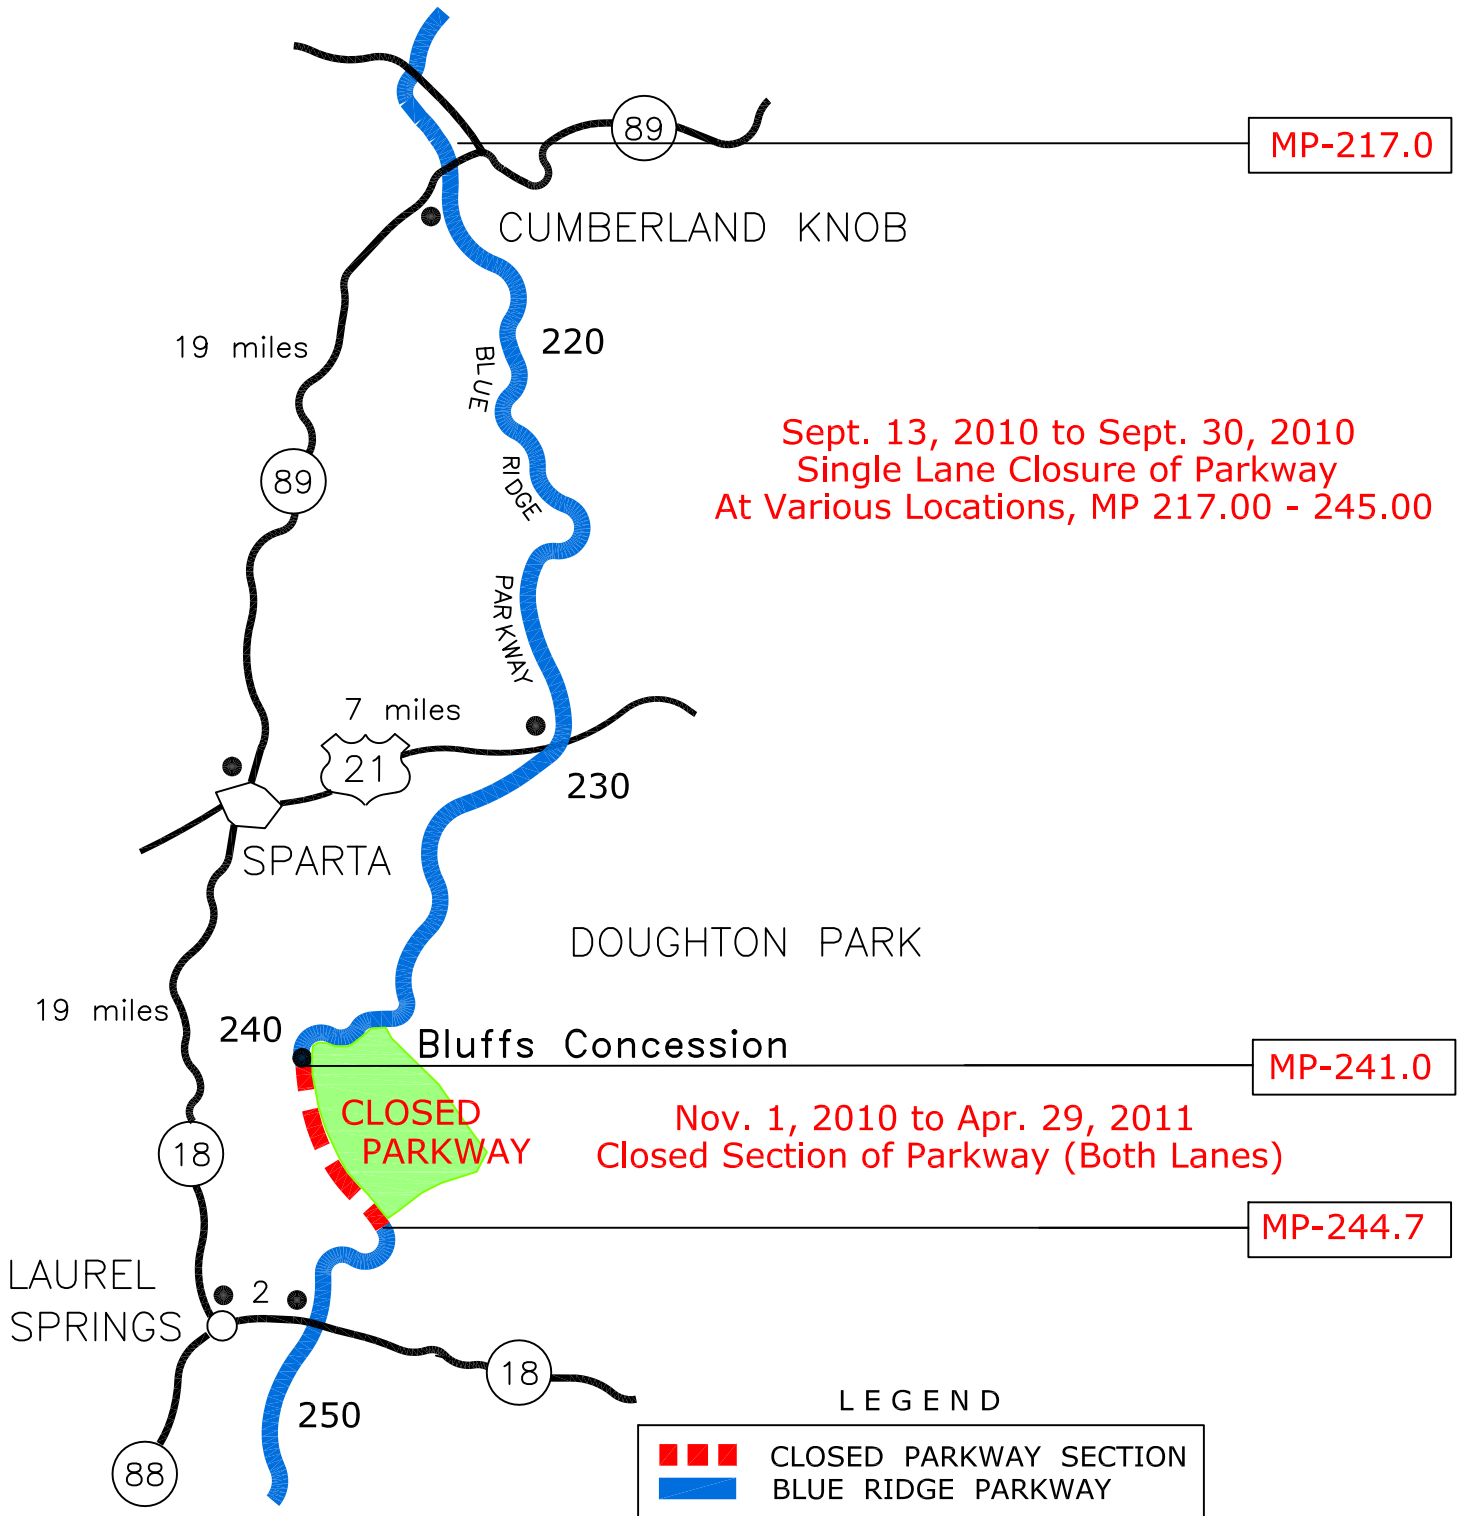 89
MP-217.0
CUMBERLAND KNOB
220
19 miles
BLUE
RIDGE
PARKWAY
Sept. 13, 2010 to Sept. 30, 2010
Single Lane Closure of Parkway
At Various Locations, MP 217.00 - 245.00
89
7 miles
21
230
SPARTA
DOUGHTON PARK
19 miles
240
Bluffs Concession
MP-241.0
CLOSED
PARKWAY
Nov. 1, 2010 to Apr. 29, 2011
Closed Section of Parkway (Both Lanes)
18
MP-244.7
LAUREL
SPRINGS
2
18
250
88
LEGEND
CLOSED PARKWAY SECTION
BLUE RIDGE PARKWAY